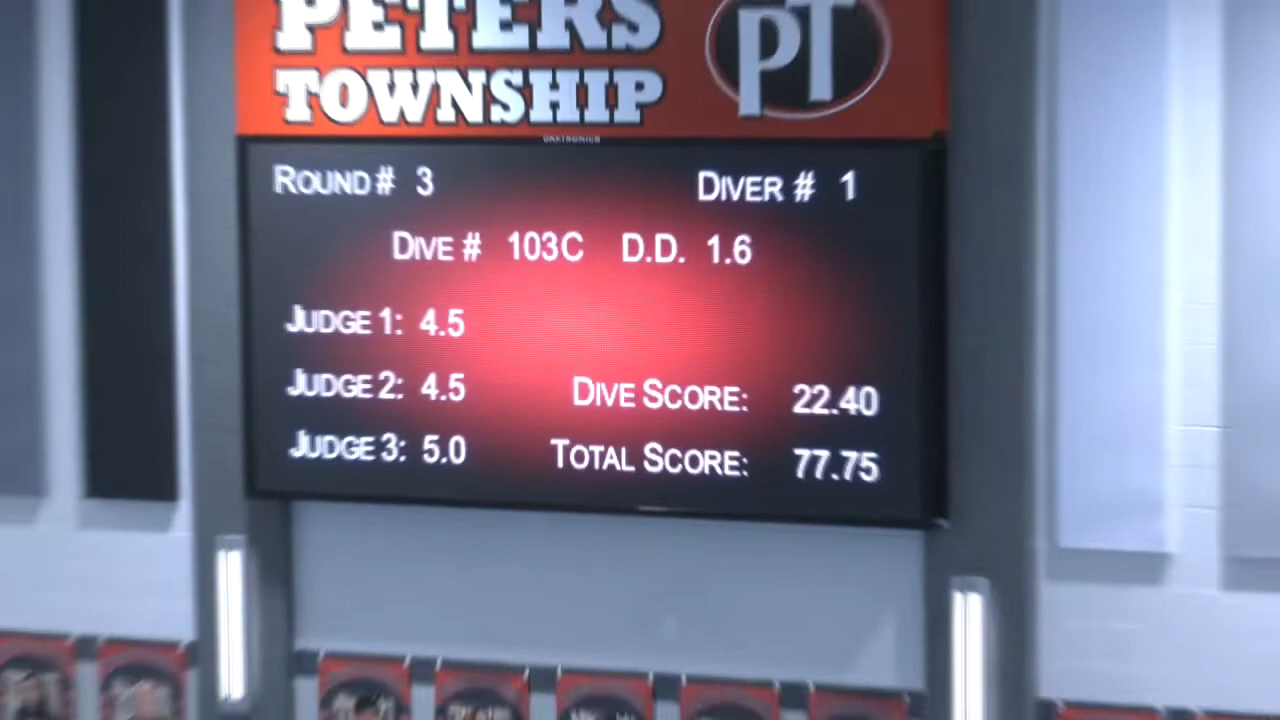 PETERS
TOWNSHIP
PT
DAKTRONICS
ROUND # 3
DIVER # 1
DIVE # 103C D.D. 1.6
JUDGE 1: 4.5
JUDGE 2: 4.5
DIVE SCORE: 22.40
JUDGE 3: 5.0
TOTAL SCORE: 77.75